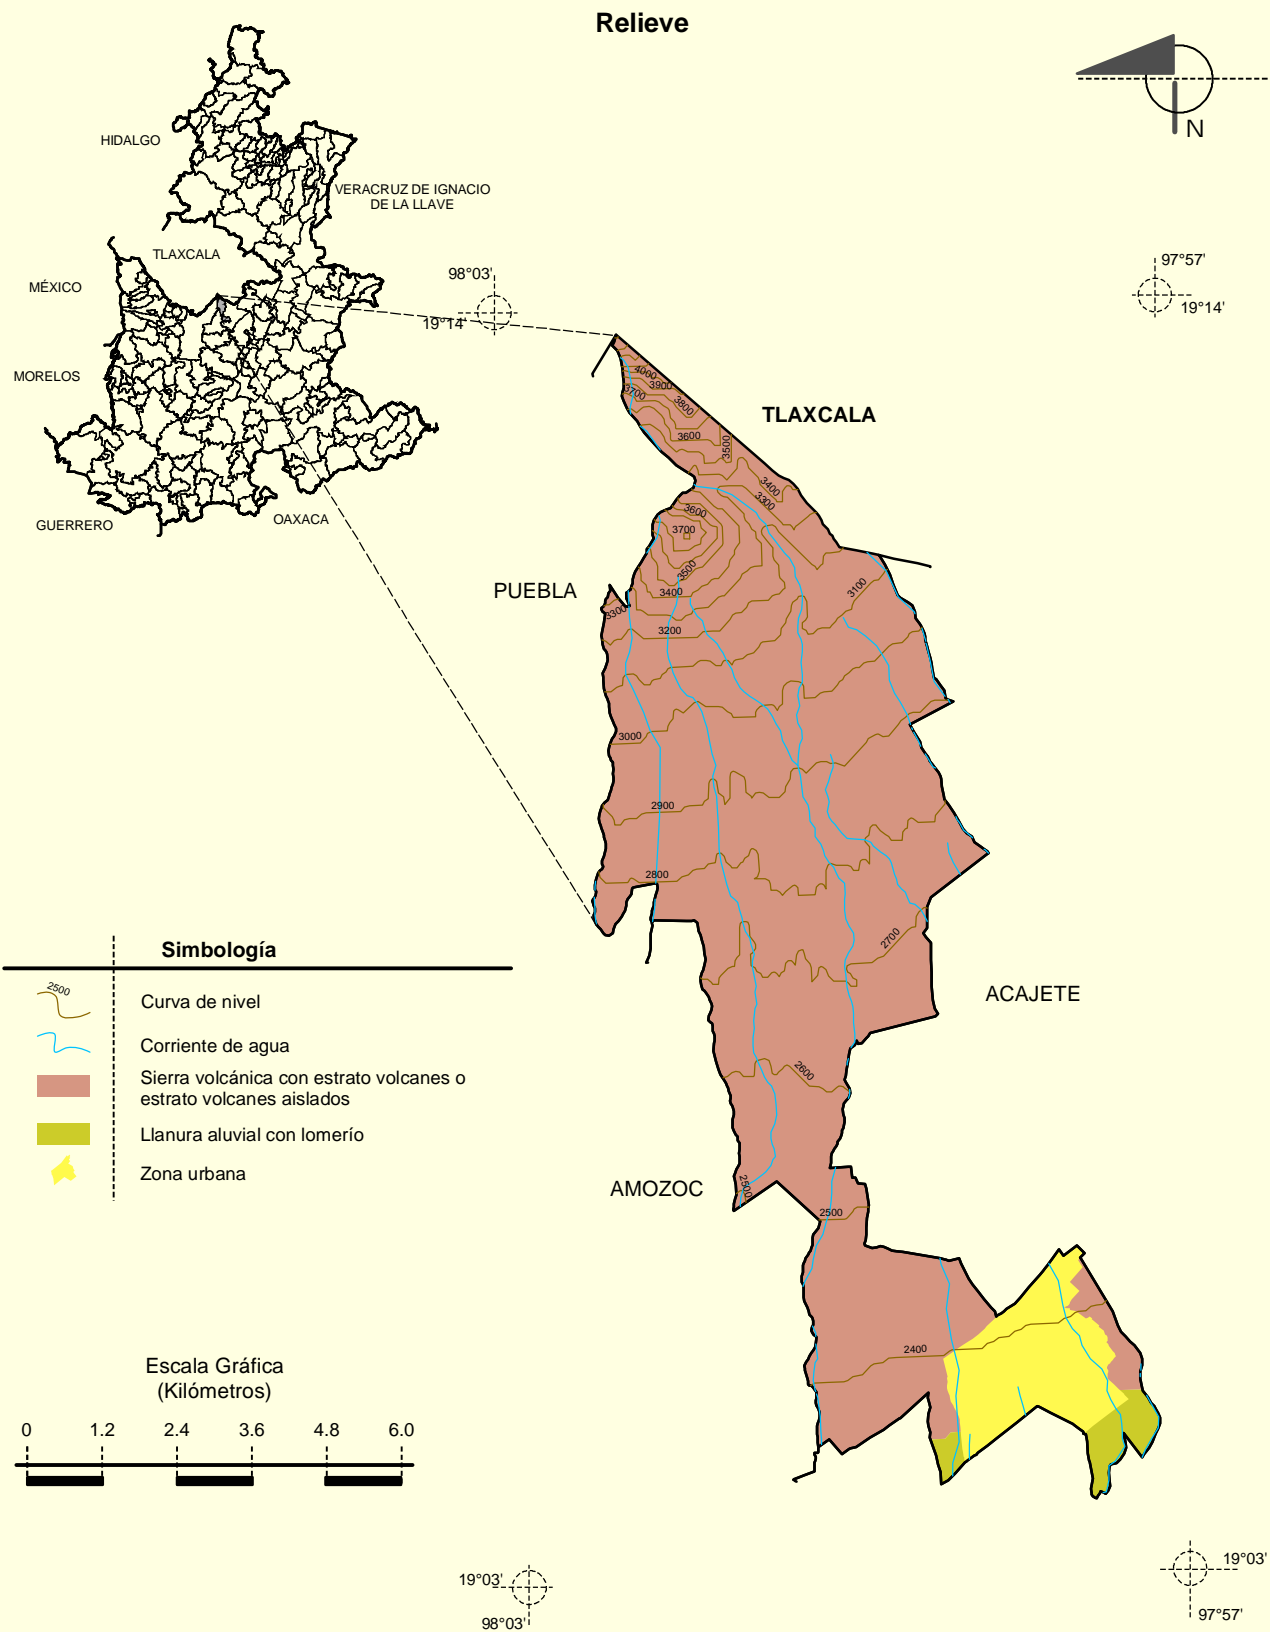 Relieve
N
HIDALGO
VERACRUZ DE IGNACIO
DE LA LLAVE
TLAXCALA
MÉXICO
MORELOS
GUERRERO
OAXACA
98°03'
19°14'
97°57'
19°14'
4000
3900
3800
3700
3600
3500
TLAXCALA
3400
3300
3600
3700
3500
3400
3300
3200
3100
PUEBLA
3000
2900
2800
2700
ACAJETE
2600
AMOZOC
2500
2500
2400
Simbología
2500
Curva de nivel
Corriente de agua
Sierra volcánica con estrato volcanes o
estrato volcanes aislados
Llanura aluvial con lomerío
Zona urbana
Escala Gráfica
(Kilómetros)
0 1.2 2.4 3.6 4.8 6.0
19°03'
98°03'
19°03'
97°57'